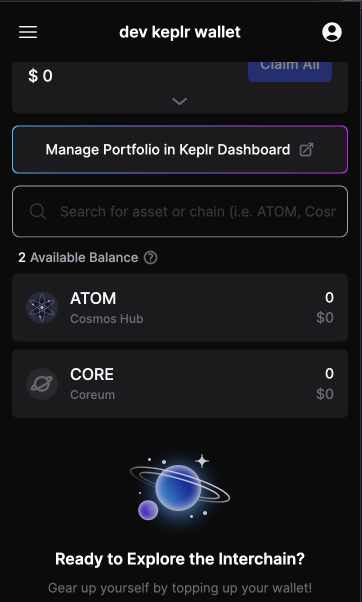 dev keplr wallet
$ 0
Claim All
Manage Portfolio in Keplr Dashboard
Search for asset or chain (i.e. ATOM, Cosr
2 Available Balance
ATOM
0
Cosmos Hub
$0
CORE
0
Coreum
$0
Ready to Explore the Interchain?
Gear up yourself by topping up your wallet!